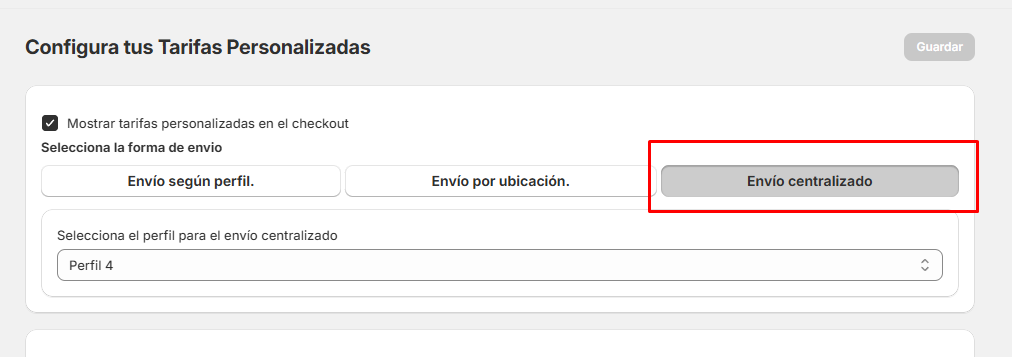 Configura tus Tarifas Personalizadas
Guardar
Mostrar tarifas personalizadas en el checkout
Selecciona la forma de envio
Envío según perfil.
Envío por ubicación.
Envío centralizado
Selecciona el perfil para el envío centralizado
Perfil 4